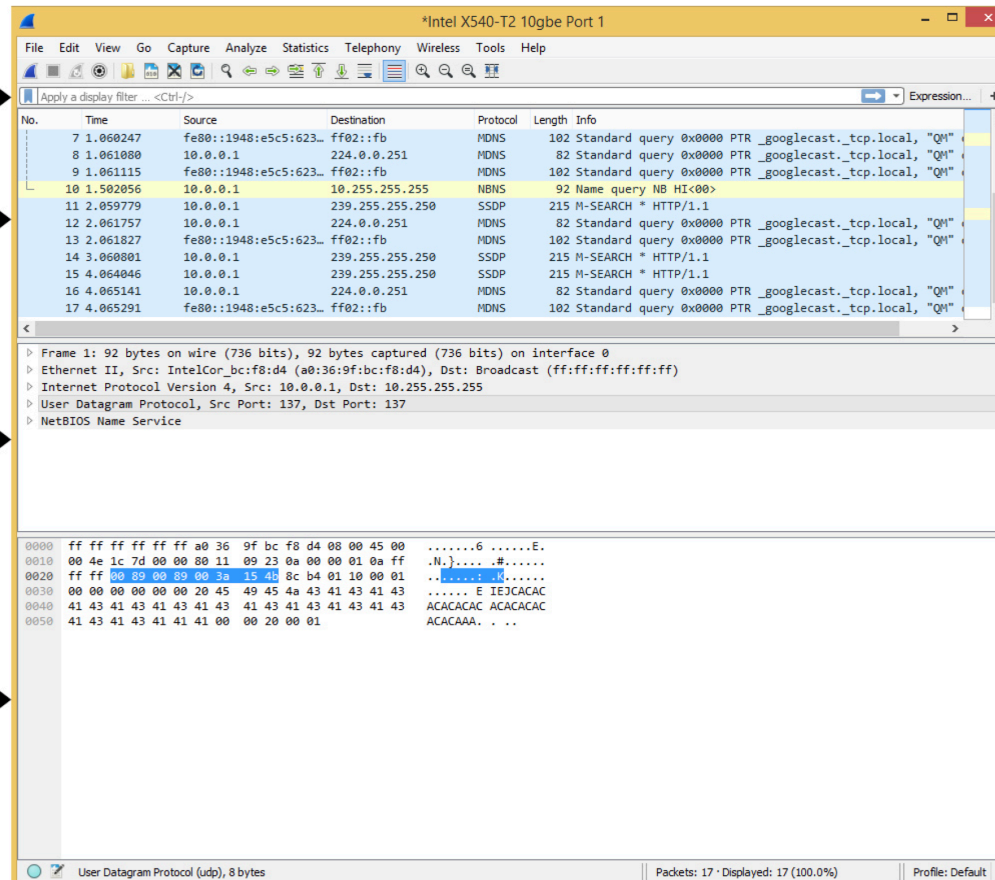 *Intel X540-T2 10gbe Port 1
File Edit View Go Capture Analyze Statistics Telephony Wireless Tools Help
Apply a display filter ... <Ctrl-/> Expression... +
No. Time Source Destination Protocol Length Info
7 1.060247 fe80::1948:e5c5:623… ff02::fb MDNS 102 Standard query 0x0000 PTR _googlecast._tcp.local, "QM"
8 1.061080 10.0.0.1 224.0.0.251 MDNS 82 Standard query 0x0000 PTR _googlecast._tcp.local, "QM"
9 1.061115 fe80::1948:e5c5:623… ff02::fb MDNS 102 Standard query 0x0000 PTR _googlecast._tcp.local, "QM"
10 1.502056 10.0.0.1 10.255.255.255 NBNS 92 Name query NB HI<00>
11 2.059779 10.0.0.1 239.255.255.250 SSDP 215 M-SEARCH * HTTP/1.1
12 2.061757 10.0.0.1 224.0.0.251 MDNS 82 Standard query 0x0000 PTR _googlecast._tcp.local, "QM"
13 2.061827 fe80::1948:e5c5:623… ff02::fb MDNS 102 Standard query 0x0000 PTR _googlecast._tcp.local, "QM"
14 3.060801 10.0.0.1 239.255.255.250 SSDP 215 M-SEARCH * HTTP/1.1
15 4.064046 10.0.0.1 239.255.255.250 SSDP 215 M-SEARCH * HTTP/1.1
16 4.065141 10.0.0.1 224.0.0.251 MDNS 82 Standard query 0x0000 PTR _googlecast._tcp.local, "QM"
17 4.065291 fe80::1948:e5c5:623… ff02::fb MDNS 102 Standard query 0x0000 PTR _googlecast._tcp.local, "QM"
Frame 1: 92 bytes on wire (736 bits), 92 bytes captured (736 bits) on interface 0
Ethernet II, Src: IntelCor_bc:f8:d4 (a0:36:9f:bc:f8:d4), Dst: Broadcast (ff:ff:ff:ff:ff:ff)
Internet Protocol Version 4, Src: 10.0.0.1, Dst: 10.255.255.255
User Datagram Protocol, Src Port: 137, Dst Port: 137
NetBIOS Name Service
0000 ff ff ff ff ff ff a0 36 9f bc f8 d4 08 00 45 00 .......6 ......E.
0010 00 4e 1c 7d 00 00 80 11 09 23 0a 00 00 01 0a ff .N.}.... .#......
0020 ff ff 00 89 00 89 00 3a 15 4b 8c b4 01 10 00 01 .......: .K......
0030 00 00 00 00 00 00 20 45 49 45 4a 43 41 43 41 43 ...... E IEJCACAC
0040 41 43 41 43 41 43 41 43 41 43 41 43 41 43 41 43 ACACACAC ACACACAC
0050 41 43 41 43 41 41 41 00 00 20 00 01 ACACAAA. . ..
User Datagram Protocol (udp), 8 bytes Packets: 17 · Displayed: 17 (100.0%) Profile: Default